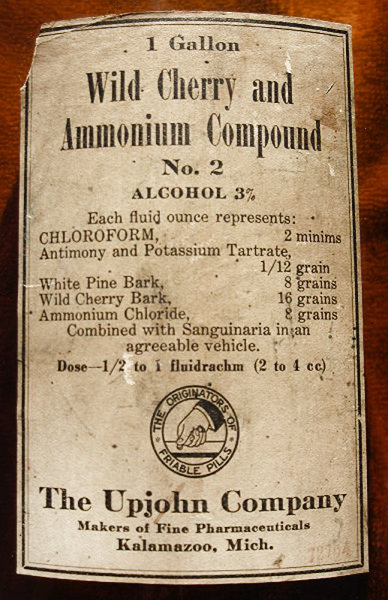 1 Gallon
Wild Cherry and
Ammonium Compound
No. 2
ALCOHOL 3%
Each fluid ounce represents:
CHLOROFORM, 2 minims
Antimony and Potassium Tartrate,
1/12 grain
White Pine Bark, 8 grains
Wild Cherry Bark, 16 grains
Ammonium Chloride, 8 grains
Combined with Sanguinaria in an
agreeable vehicle.
Dose—1/2 to 1 fluidrachm (2 to 4 cc.)
THE ORIGINATORS OF
FRIABLE PILLS
The Upjohn Company
Makers of Fine Pharmaceuticals
Kalamazoo, Mich.